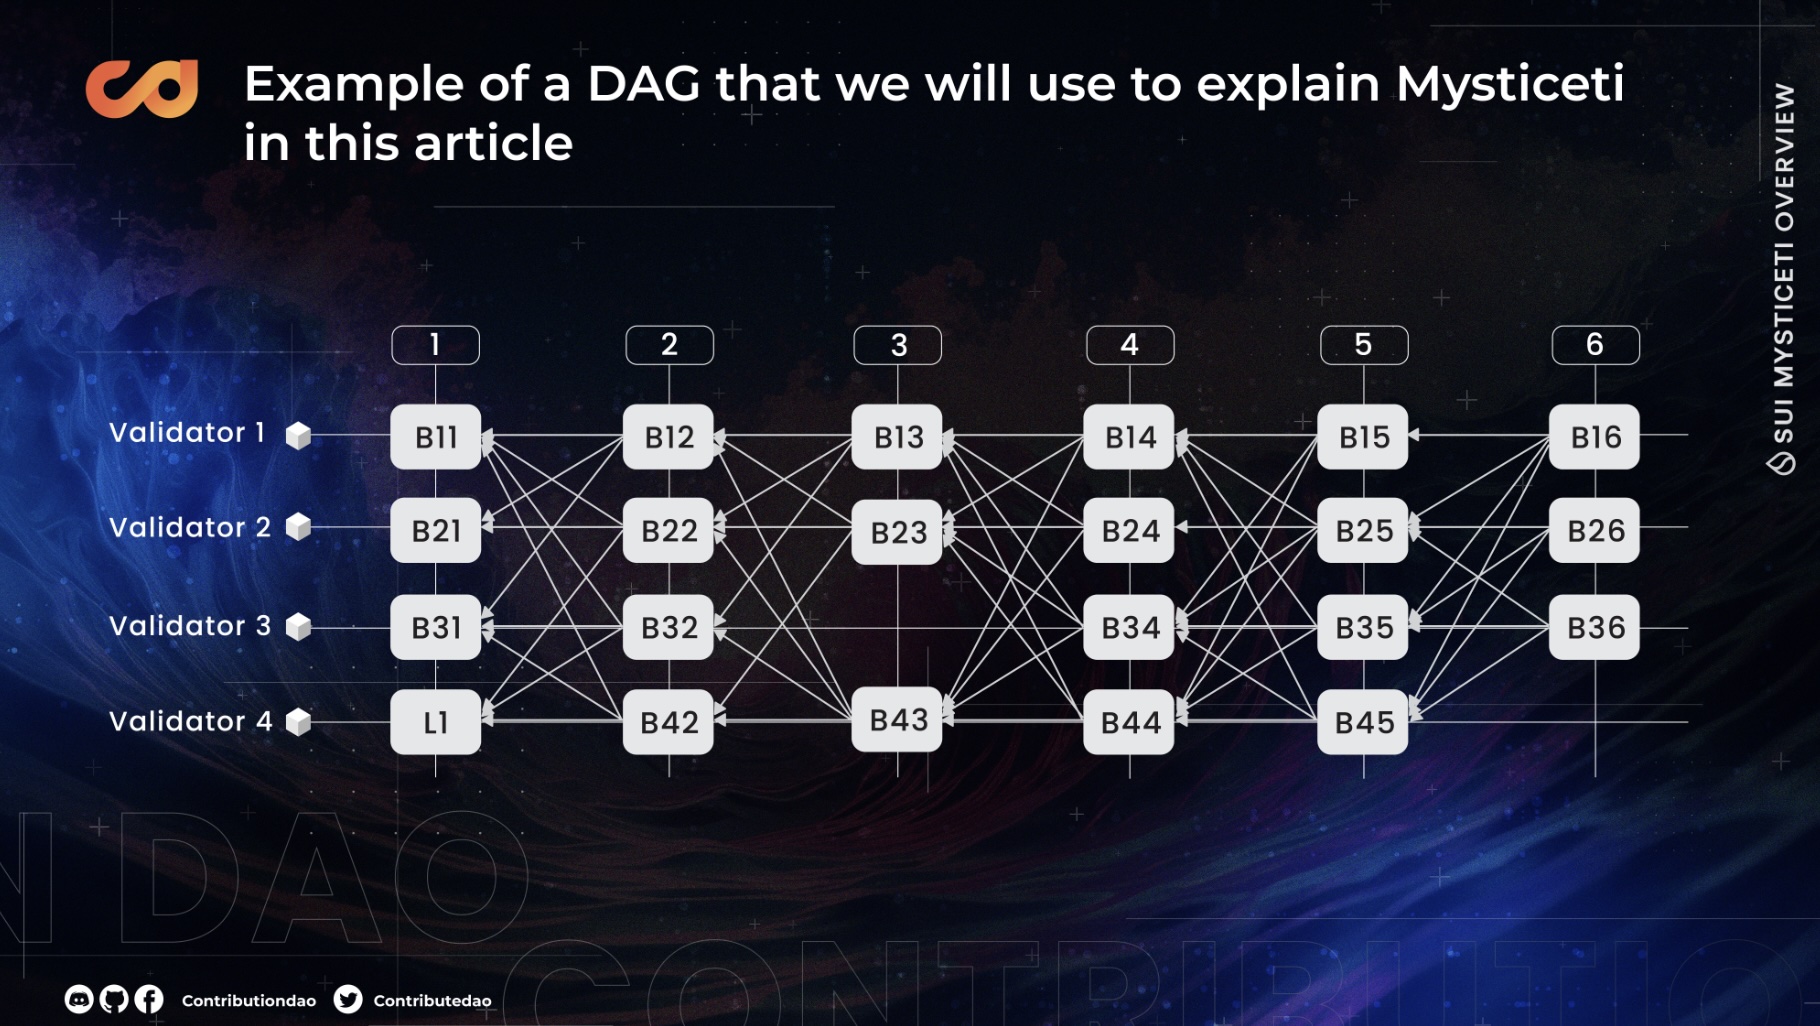 Example of a DAG that we will use to explain Mysticeti
in this article
SUI MYSTICETI OVERVIEW
1 2 3 4 5 6
Validator 1 B11 B12 B13 B14 B15 B16
Validator 2 B21 B22 B23 B24 B25 B26
Validator 3 B31 B32 B34 B35 B36
Validator 4 L1 B42 B43 B44 B45
N DAO
CONTRIBUTIO
Contributiondao Contributedao